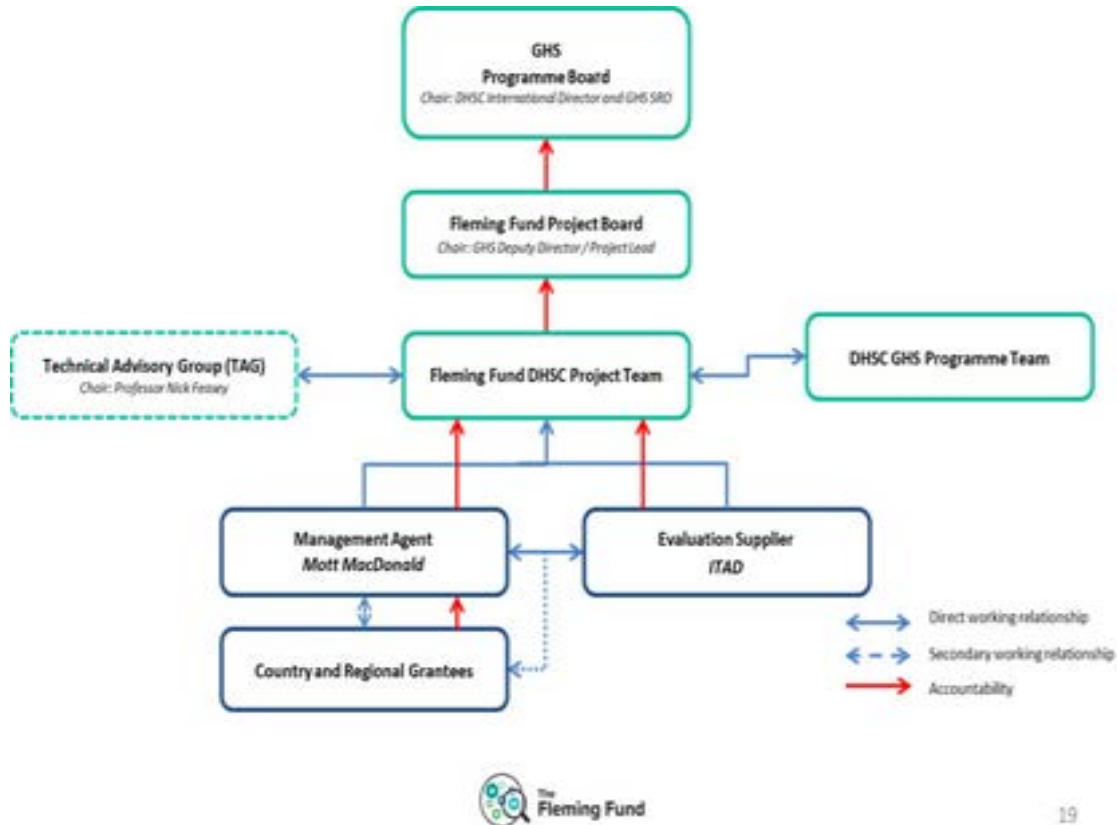 GHS
Programme Board
Chair: DHSC International Director and GHS SRO
Fleming Fund Project Board
Chair: GHS Deputy Director / Project Lead
Technical Advisory Group (TAG)
Chair: Professor Nick Feasey
Fleming Fund DHSC Project Team
DHSC GHS Programme Team
Management Agent
Mott MacDonald
Evaluation Supplier
ITAD
Country and Regional Grantees
Direct working relationship
Secondary working relationship
Accountability
The
Fleming Fund
19